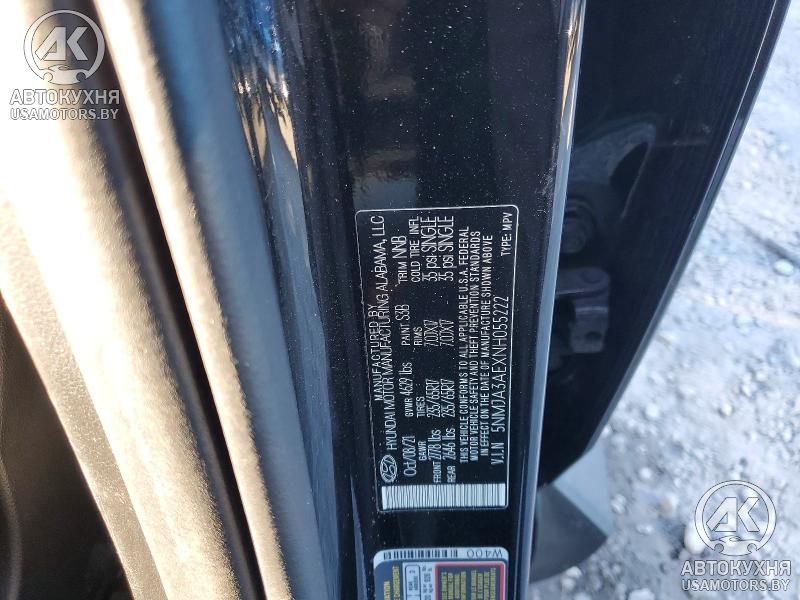 АВТОКУХНЯ
USAMOTORS.BY
MANUFACTURED BY
HYUNDAI MOTOR MANUFACTURING ALABAMA, LLC
Oct/08/21 GVWR 4629 lbs PAINT S3B TRIM NNB
GAWR TIRES RIMS COLD TIRE INFL
FRONT 2778 lbs 235/65R17 7.0JX17 35 psi-SINGLE
REAR 2646 lbs 235/65R17 7.0JX17 35 psi SINGLE
THIS VEHICLE CONFORMS TO ALL APPLICABLE U.S.A. FEDERAL
MOTOR VEHICLE SAFETY AND THEFT PREVENTION STANDARDS
IN EFFECT ON THE DATE OF MANUFACTURE SHOWN ABOVE
V.I.N 5NMJA3AEXNH055222 TYPE: MPV
W400
АВТОКУХНЯ
USAMOTORS.BY